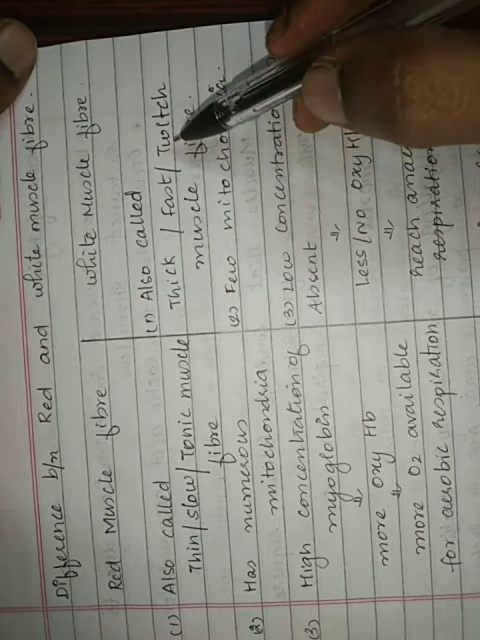 Difference b/n Red and white muscle fibre.
Red Muscle fibre
(1) Also called
Thin/slow/Tonic muscle
fibre
(2) Has numerous
mitochondria
(3) High concentration of
myoglobin
⇓
more oxy Hb
⇓
more O2 available
for aerobic respiration
white Muscle fibre.
(1) Also called
Thick / Fast / Twitch
muscle
(2) Few
(3) Low concentration
Absent
⇓
Less/No oxy Hb
⇓
reach
respiration